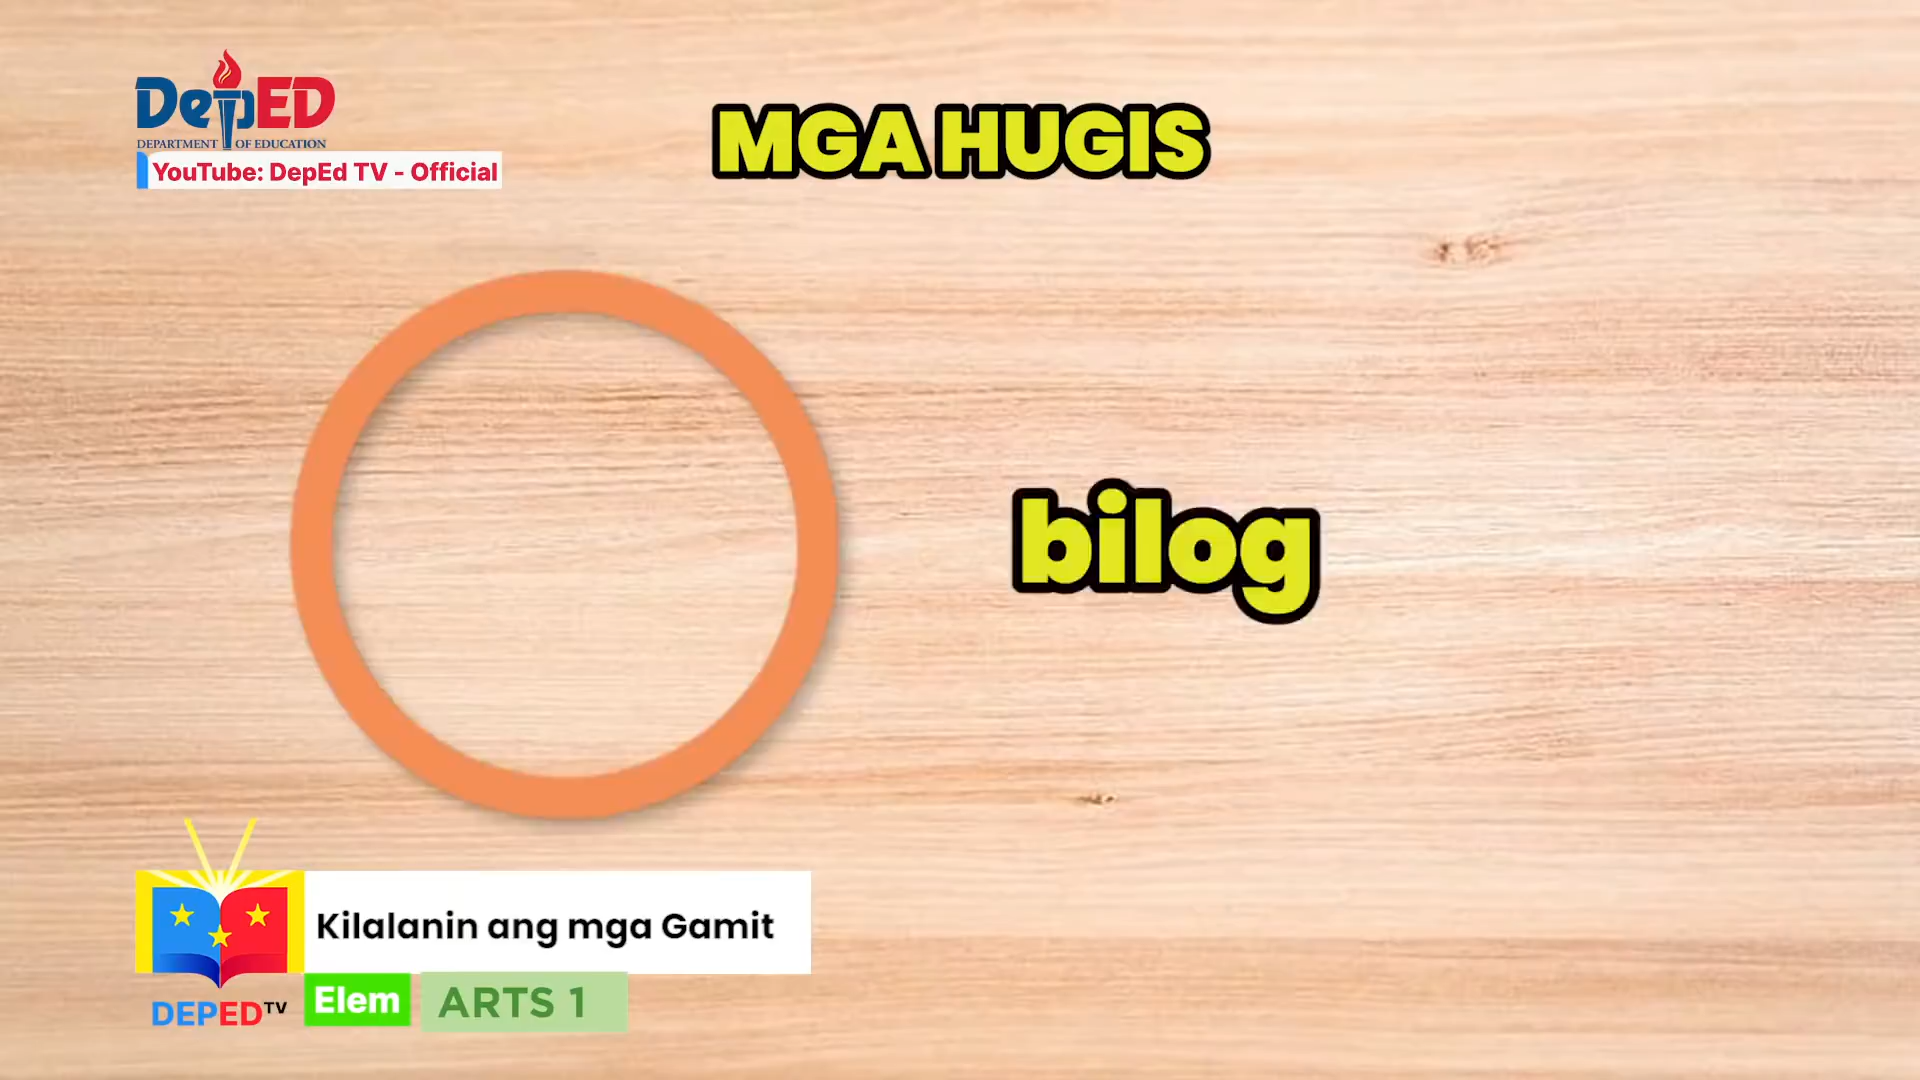 DepED
DEPARTMENT OF EDUCATION
YouTube: DepEd TV - Official
MGA HUGIS
bilog
Kilalanin ang mga Gamit
DEPED TV
Elem
ARTS 1